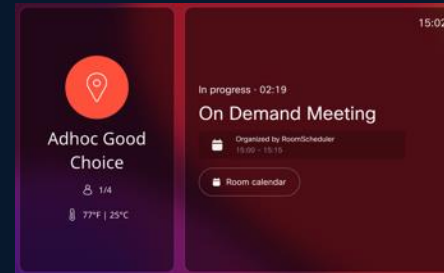 15:02
Adhoc Good
Choice
1/4
77°F | 25°C
In progress · 02:19
On Demand Meeting
Organized by RoomScheduler
15:00 – 15:15
Room calendar